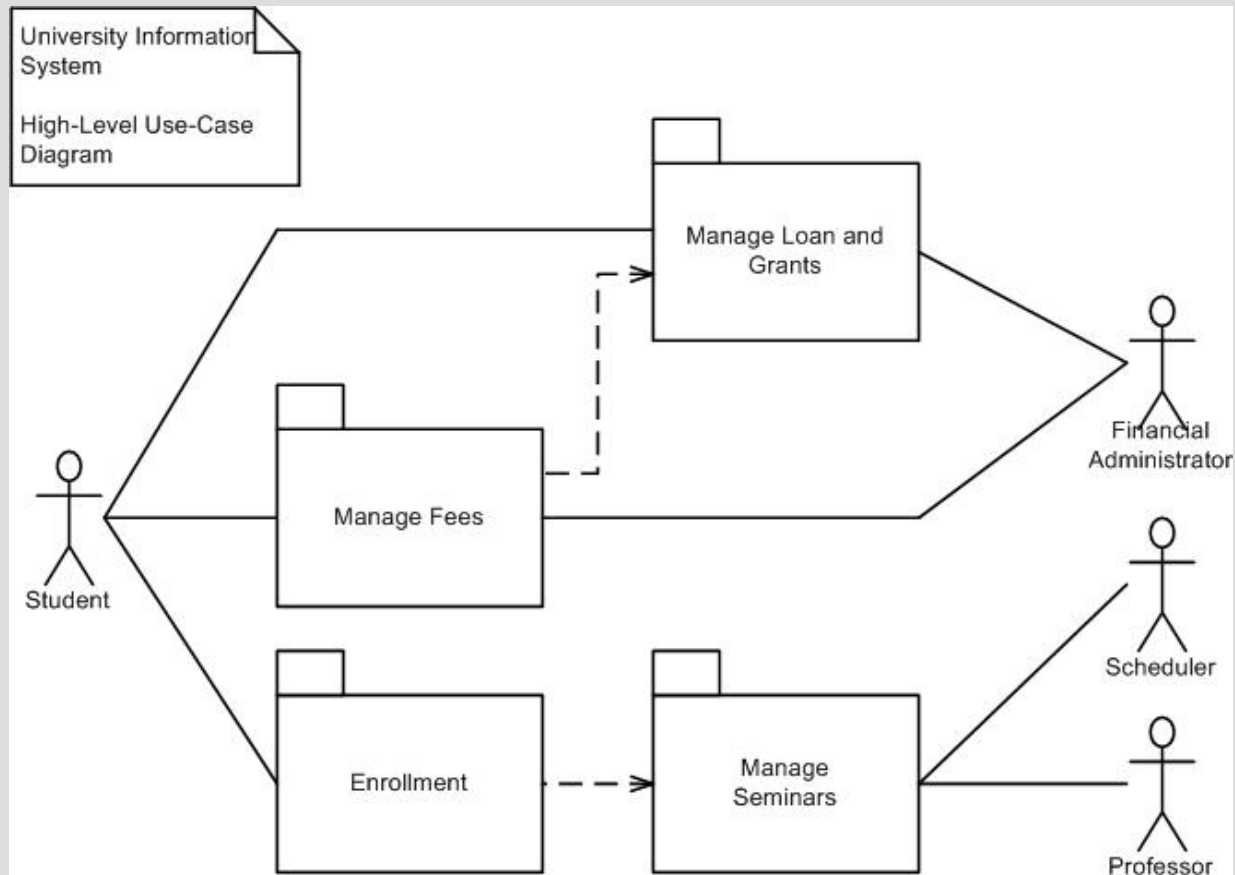 University Information
System
High-Level Use-Case
Diagram
Manage Loan and
Grants
Financial
Administrator
Manage Fees
Student
Scheduler
Enrollment
Manage
Seminars
Professor